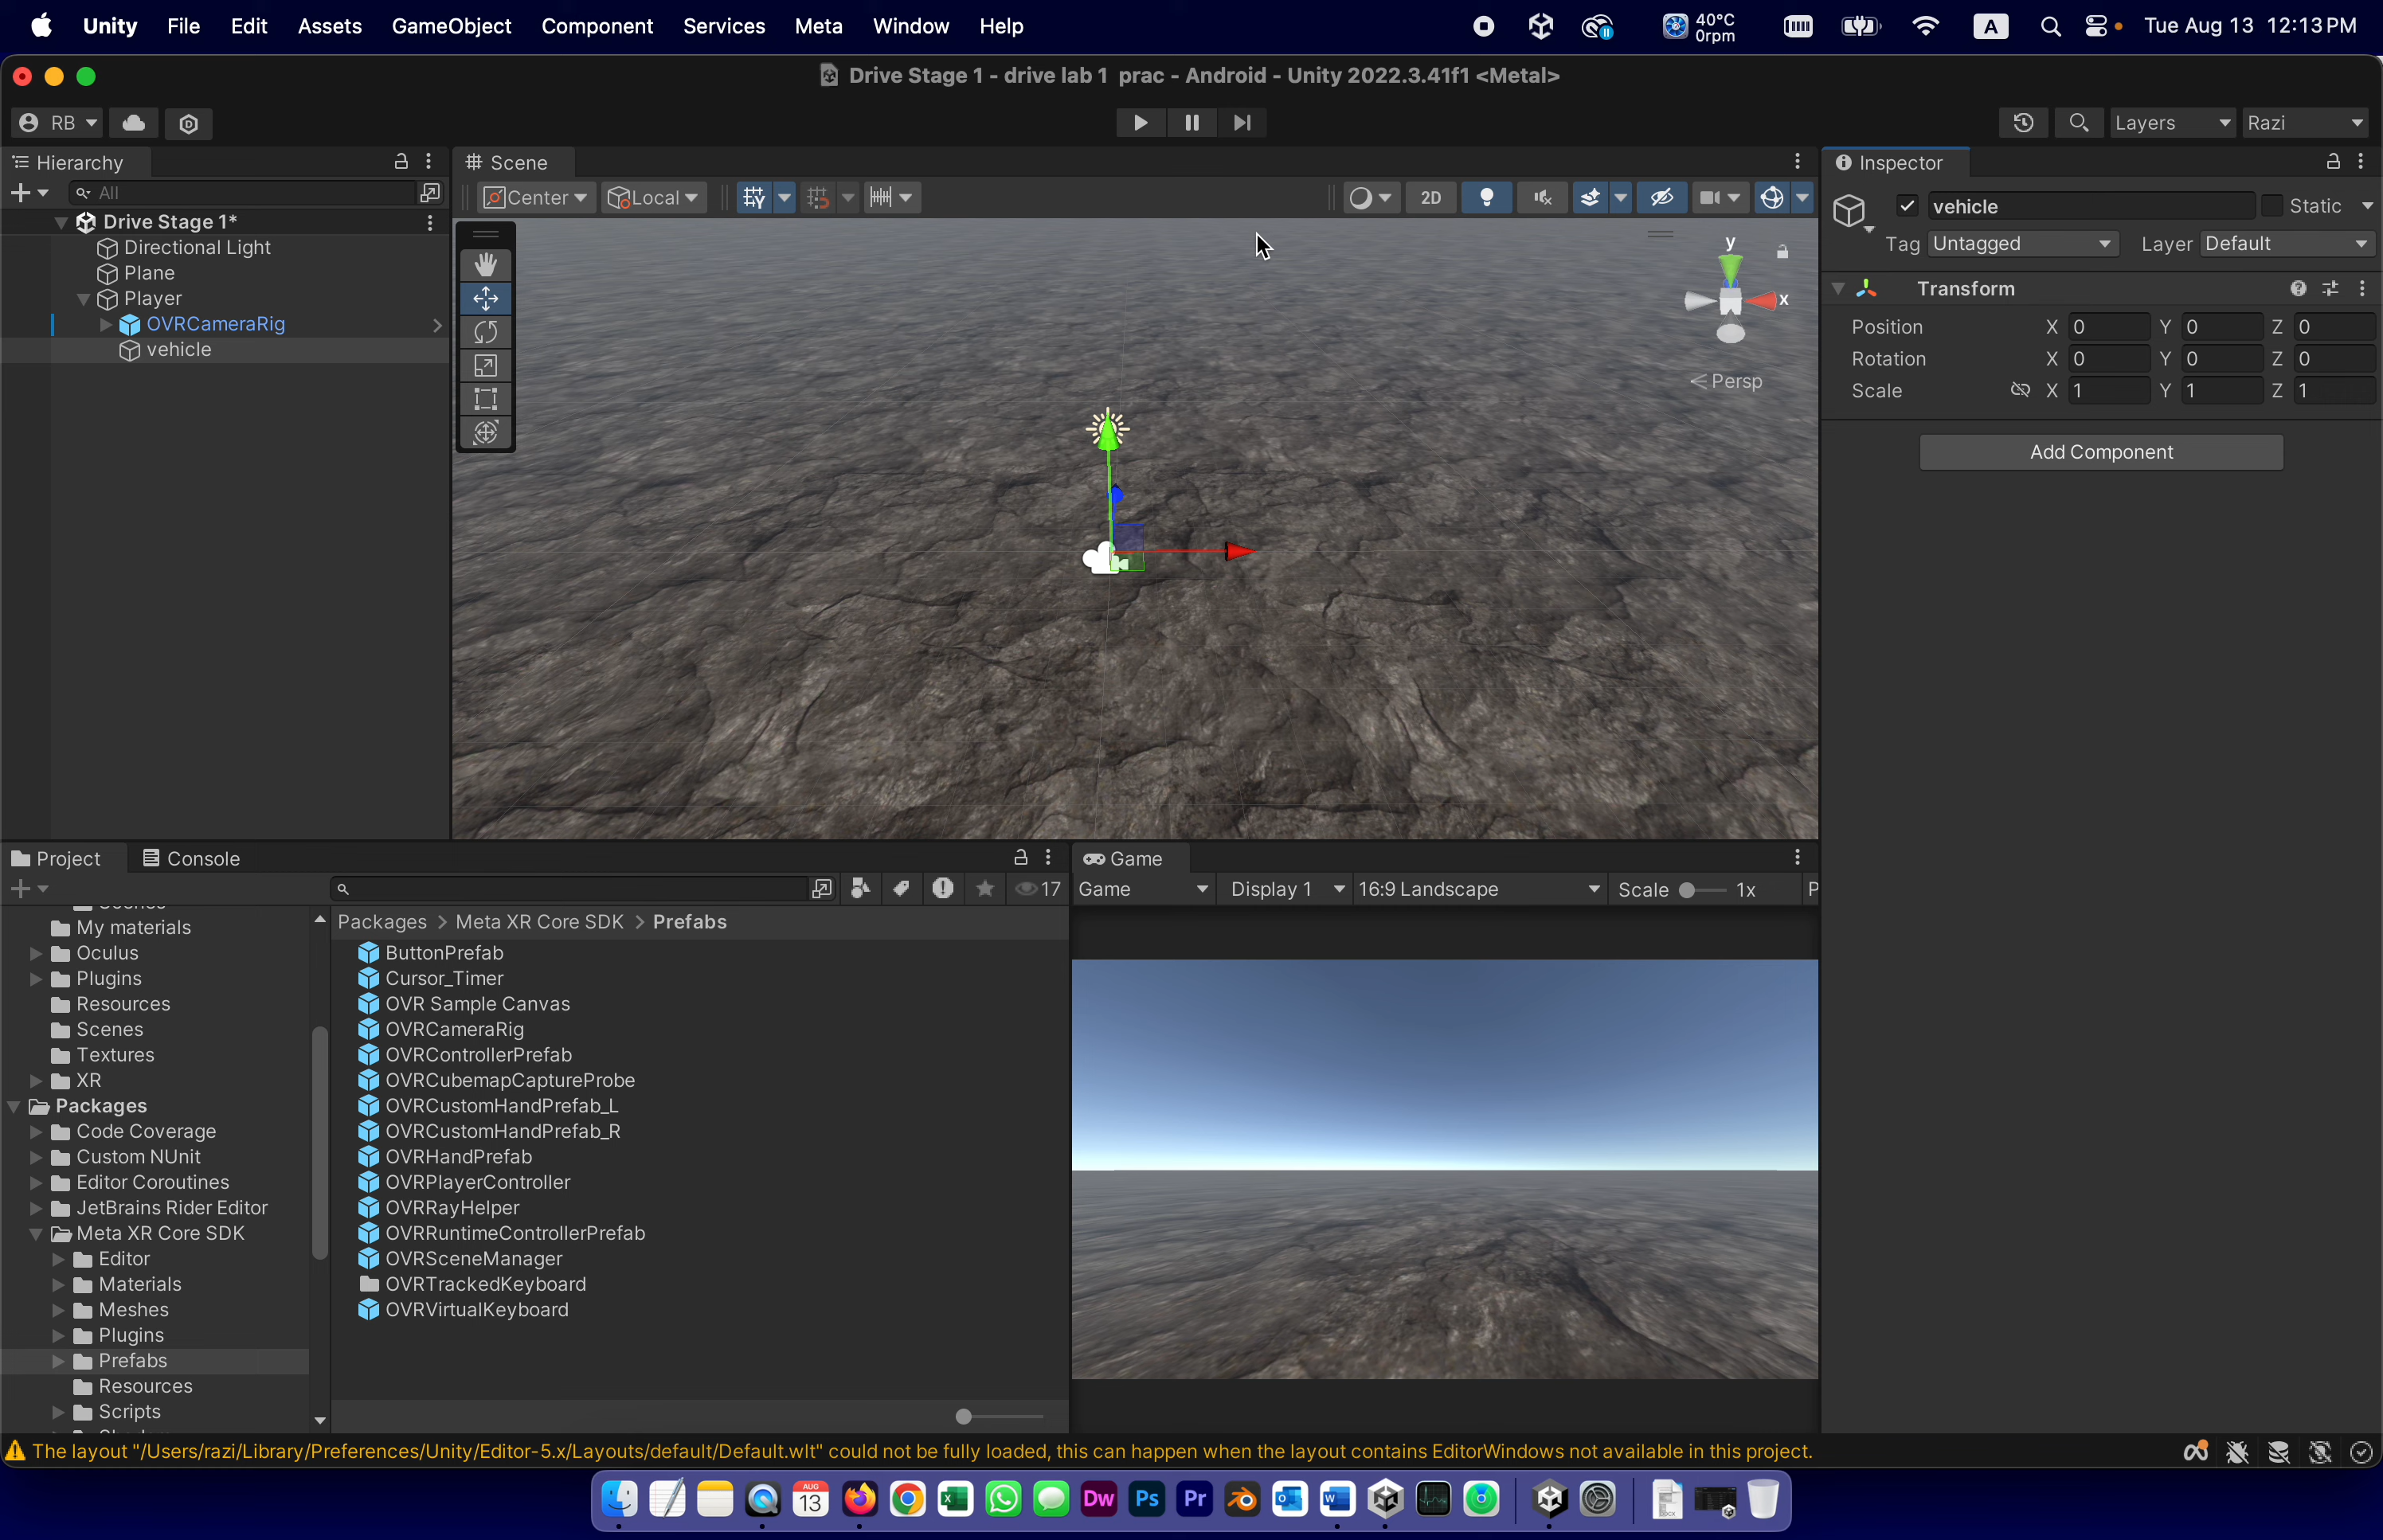 Unity File Edit Assets GameObject Component Services Meta Window Help 40°C 0rpm A Tue Aug 13 12:13 PM
Drive Stage 1 - drive lab 1 prac - Android - Unity 2022.3.41f1 <Metal>
RB Layers Razi
Hierarchy
All
Drive Stage 1*
Directional Light
Plane
Player
OVRCameraRig
vehicle
Scene
Center Local 2D
y
x
Persp
Inspector
vehicle Static
Tag Untagged Layer Default
Transform
Position X 0 Y 0 Z 0
Rotation X 0 Y 0 Z 0
Scale X 1 Y 1 Z 1
Add Component
Project Console
17
My materials
Oculus
Plugins
Resources
Scenes
Textures
XR
Packages
Code Coverage
Custom NUnit
Editor Coroutines
JetBrains Rider Editor
Meta XR Core SDK
Editor
Materials
Meshes
Plugins
Prefabs
Resources
Scripts
Packages > Meta XR Core SDK > Prefabs
ButtonPrefab
Cursor_Timer
OVR Sample Canvas
OVRCameraRig
OVRControllerPrefab
OVRCubemapCaptureProbe
OVRCustomHandPrefab_L
OVRCustomHandPrefab_R
OVRHandPrefab
OVRPlayerController
OVRRayHelper
OVRRuntimeControllerPrefab
OVRSceneManager
OVRTrackedKeyboard
OVRVirtualKeyboard
Game
Game Display 1 16:9 Landscape Scale 1x P
The layout "/Users/razi/Library/Preferences/Unity/Editor-5.x/Layouts/default/Default.wlt" could not be fully loaded, this can happen when the layout contains EditorWindows not available in this project.
AUG 13 Dw Ps Pr